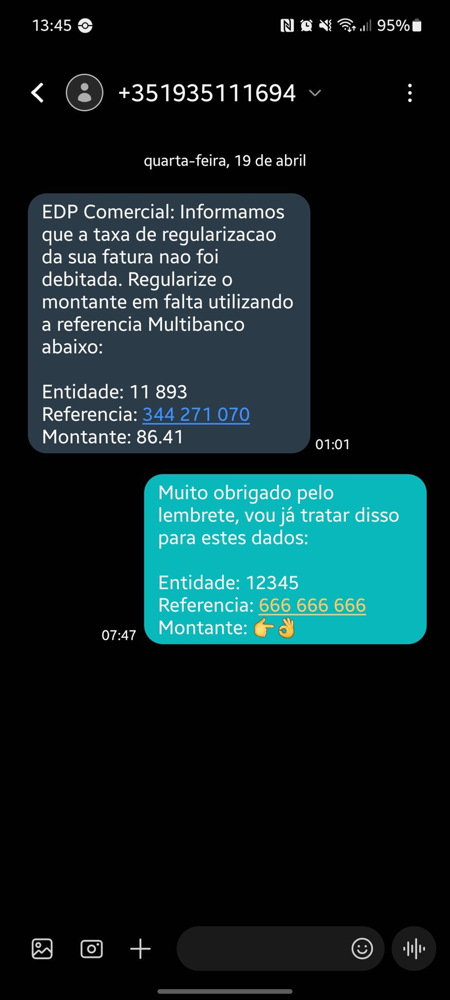 13:45
95%
+351935111694
quarta-feira, 19 de abril
EDP Comercial: Informamos
que a taxa de regularizacao
da sua fatura nao foi
debitada. Regularize o
montante em falta utilizando
a referencia Multibanco
abaixo:
Entidade: 11 893
Referencia: 344 271 070
Montante: 86.41
01:01
Muito obrigado pelo
lembrete, vou já tratar disso
para estes dados:
Entidade: 12345
Referencia: 666 666 666
Montante: 👉👌
07:47